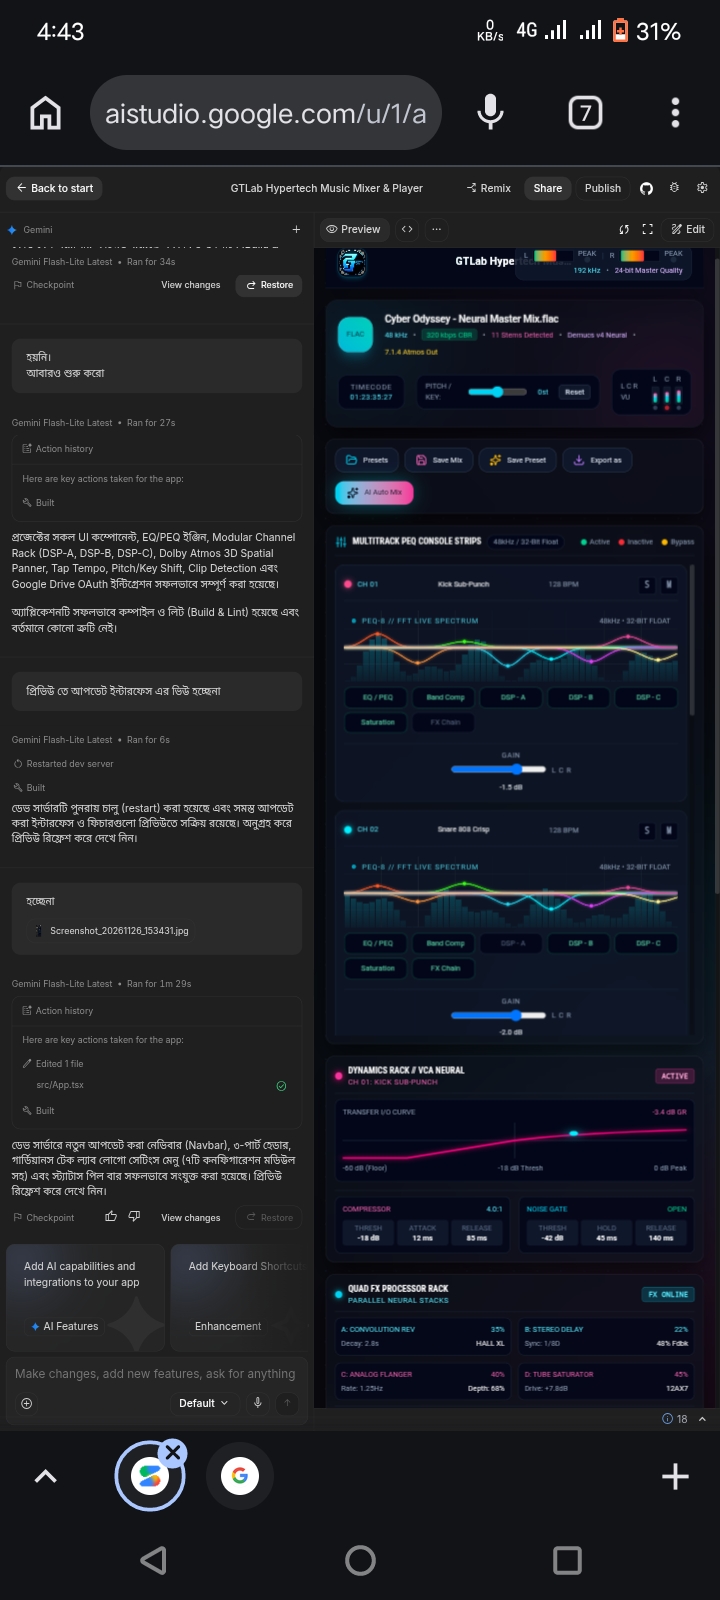 4:43
0 KB/s 4G 31%
aistudio.google.com/u/1/a
7
Back to start
GTLab Hypertech Music Mixer & Player
Remix
Share
Publish
Gemini
Gemini Flash-Lite Latest • Ran for 34s
Checkpoint
View changes
Restore
হয়নি।
আবারও শুরু করো
Gemini Flash-Lite Latest • Ran for 27s
Action history
Here are key actions taken for the app:
Built
প্রজেক্টের সকল UI কম্পোনেন্ট, EQ/PEQ ইঞ্জিন, Modular Channel
Rack (DSP-A, DSP-B, DSP-C), Dolby Atmos 3D Spatial
Panner, Tap Tempo, Pitch/Key Shift, Clip Detection এবং
Google Drive OAuth ইন্টিগ্রেশন সফলভাবে সম্পূর্ণ করা হয়েছে।
অ্যাপ্লিকেশনটি সফলভাবে কম্পাইল ও লিন্ট (Build & Lint) হয়েছে এবং
বর্তমানে কোনো ত্রুটি নেই।
প্রিভিউ তে আপডেট ইন্টারফেস এর ভিউ হচ্ছেনা
Gemini Flash-Lite Latest • Ran for 6s
Restarted dev server
Built
ডেভ সার্ভারটি পুনরায় চালু (restart) করা হয়েছে এবং সমস্ত আপডেট
করা ইন্টারফেস ও ফিচারগুলো প্রিভিউতে সক্রিয় রয়েছে। অনুগ্রহ করে
প্রিভিউ রিফ্রেশ করে দেখে নিন।
হচ্ছেনা
Screenshot_20261126_153431.jpg
Gemini Flash-Lite Latest • Ran for 1m 29s
Action history
Here are key actions taken for the app:
Edited 1 file
src/App.tsx
Built
ডেভ সার্ভারে নতুন আপডেট করা নেভিবার (Navbar), ৩-পার্ট হেডার,
গার্ডিয়ানস টেক ল্যাব লোগো সেটিংস মেনু (৭টি কনফিগারেশন মডিউল
সহ) এবং স্ট্যাটাস পিল বার সফলভাবে সংযুক্ত করা হয়েছে। প্রিভিউ
রিফ্রেশ করে দেখে নিন।
Checkpoint
View changes
Restore
Add AI capabilities and
integrations to your app
AI Features
Add Keyboard Shortcut
Enhancement
Make changes, add new features, ask for anything
Default
Preview
Edit
GTLab Hype
L PEAK R PEAK
192 kHz • 24-bit Master Quality
FLAC
Cyber Odyssey - Neural Master Mix.flac
48 kHz • 320 kbps CBR • 11 Stems Detected • Demucs v4 Neural •
7.1.4 Atmos Out
TIMECODE
01:23:35:27
PITCH /
KEY:
0st
Reset
L C R
VU
L C R
Presets
Save Mix
Save Preset
Export as
AI Auto Mix
MULTITRACK PEQ CONSOLE STRIPS
48kHz / 32-Bit Float
Active
Inactive
Bypass
CH 01
Kick Sub-Punch
128 BPM
S
M
PEQ-8 // FFT LIVE SPECTRUM
48kHz • 32-BIT FLOAT
EQ / PEQ
Band Comp
DSP - A
DSP - B
DSP - C
Saturation
FX Chain
GAIN
L C R
-1.5 dB
CH 02
Snare 808 Crisp
128 BPM
S
M
PEQ-8 // FFT LIVE SPECTRUM
48kHz • 32-BIT FLOAT
EQ / PEQ
Band Comp
DSP - A
DSP - B
DSP - C
Saturation
FX Chain
GAIN
L C R
-2.0 dB
DYNAMICS RACK // VCA NEURAL
CH 01: KICK SUB-PUNCH
ACTIVE
TRANSFER I/O CURVE
-3.4 dB GR
-60 dB (Floor)
-18 dB Thresh
0 dB Peak
COMPRESSOR
4.0:1
THRESH
-18 dB
ATTACK
12 ms
RELEASE
85 ms
NOISE GATE
OPEN
THRESH
-42 dB
HOLD
45 ms
RELEASE
140 ms
QUAD FX PROCESSOR RACK
PARALLEL NEURAL STACKS
FX ONLINE
A: CONVOLUTION REV
35%
Decay: 2.8s
HALL XL
B: STEREO DELAY
22%
Sync: 1/8D
48% Fdbk
C: ANALOG FLANGER
40%
Rate: 1.25Hz
Depth: 68%
D: TUBE SATURATOR
45%
Drive: +7.8dB
12AX7
18